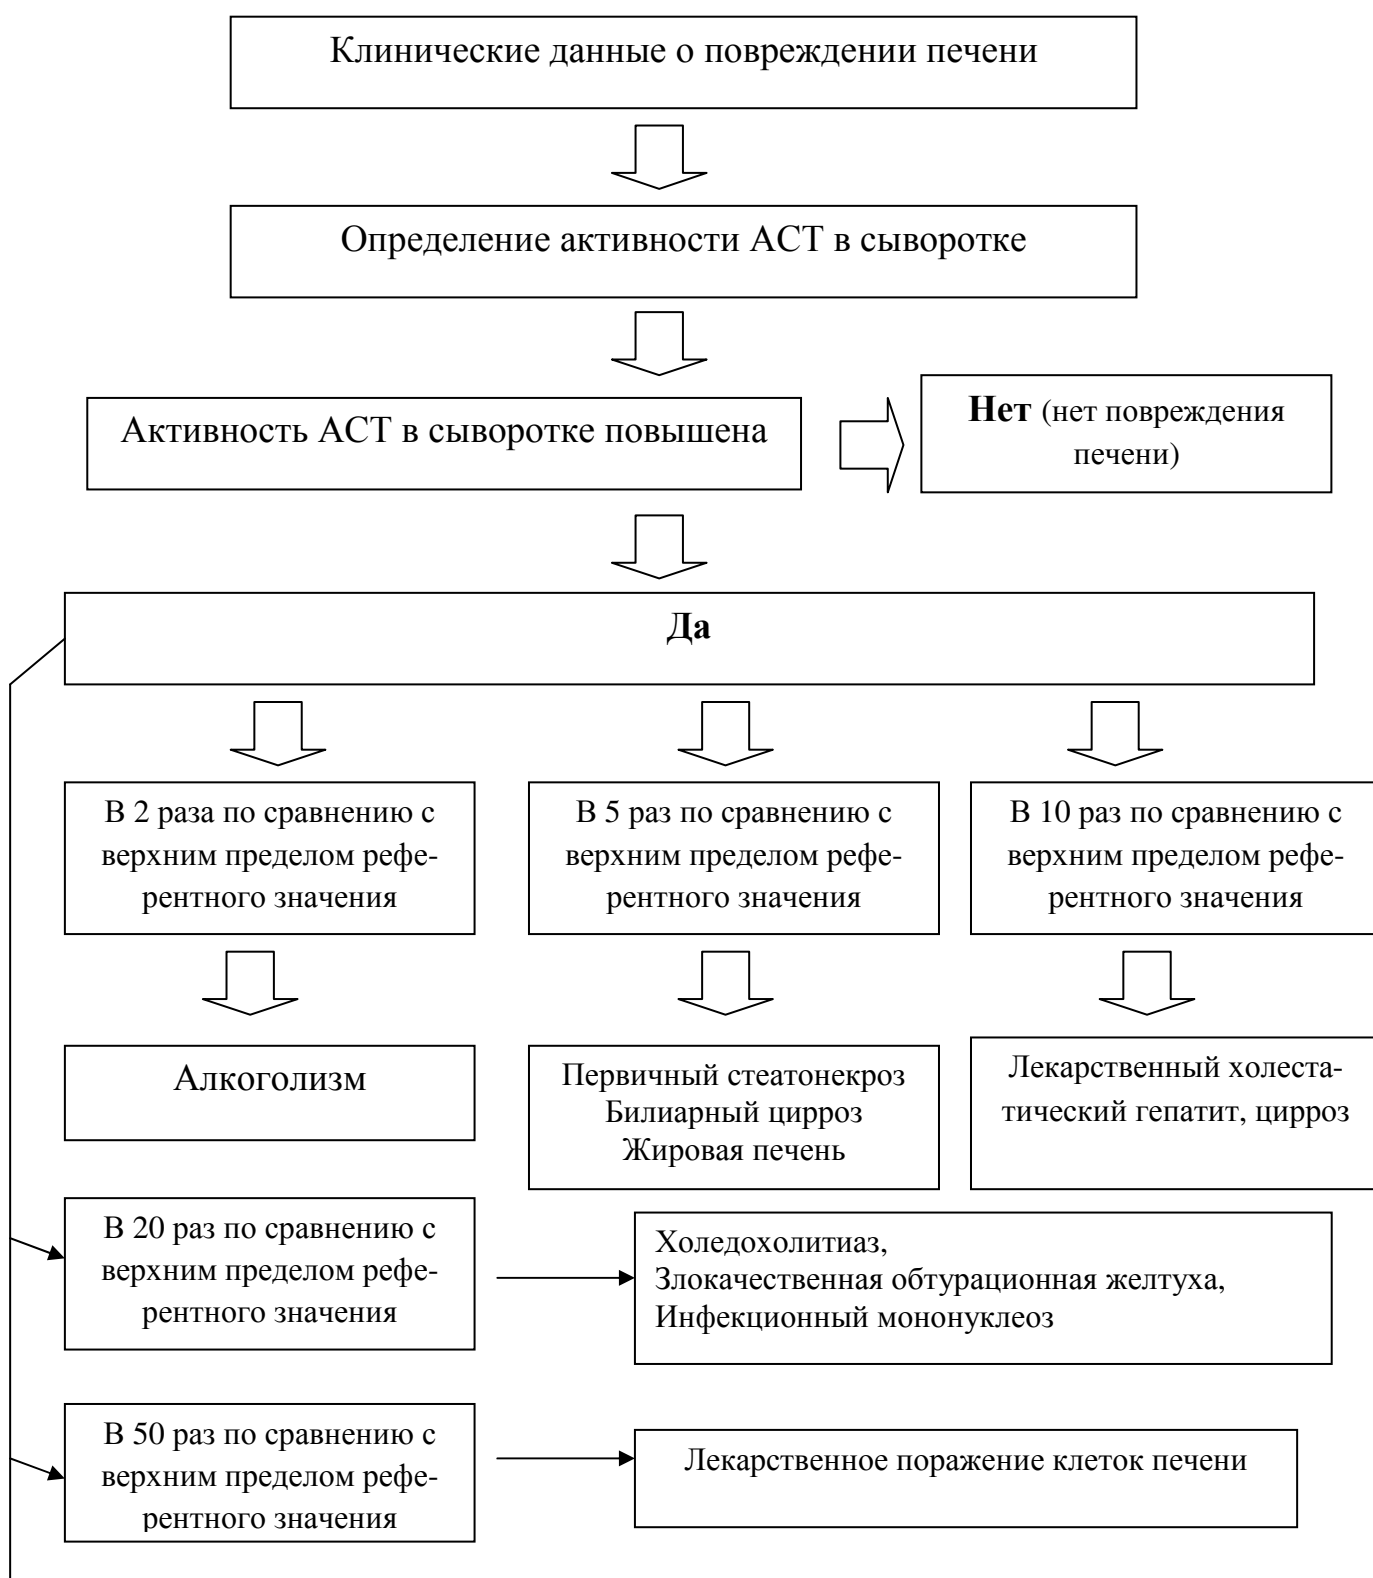 Клинические данные о повреждении печени
Определение активности АСТ в сыворотке
Активность АСТ в сыворотке повышена
Нет (нет повреждения
печени)
Да
В 2 раза по сравнению с
верхним пределом рефе-
рентного значения
В 5 раз по сравнению с
верхним пределом рефе-
рентного значения
В 10 раз по сравнению с
верхним пределом рефе-
рентного значения
Алкоголизм
Первичный стеатонекроз
Билиарный цирроз
Жировая печень
Лекарственный холеста-
тический гепатит, цирроз
В 20 раз по сравнению с
верхним пределом рефе-
рентного значения
Холедохолитиаз,
Злокачественная обтурационная желтуха,
Инфекционный мононуклеоз
В 50 раз по сравнению с
верхним пределом рефе-
рентного значения
Лекарственное поражение клеток печени